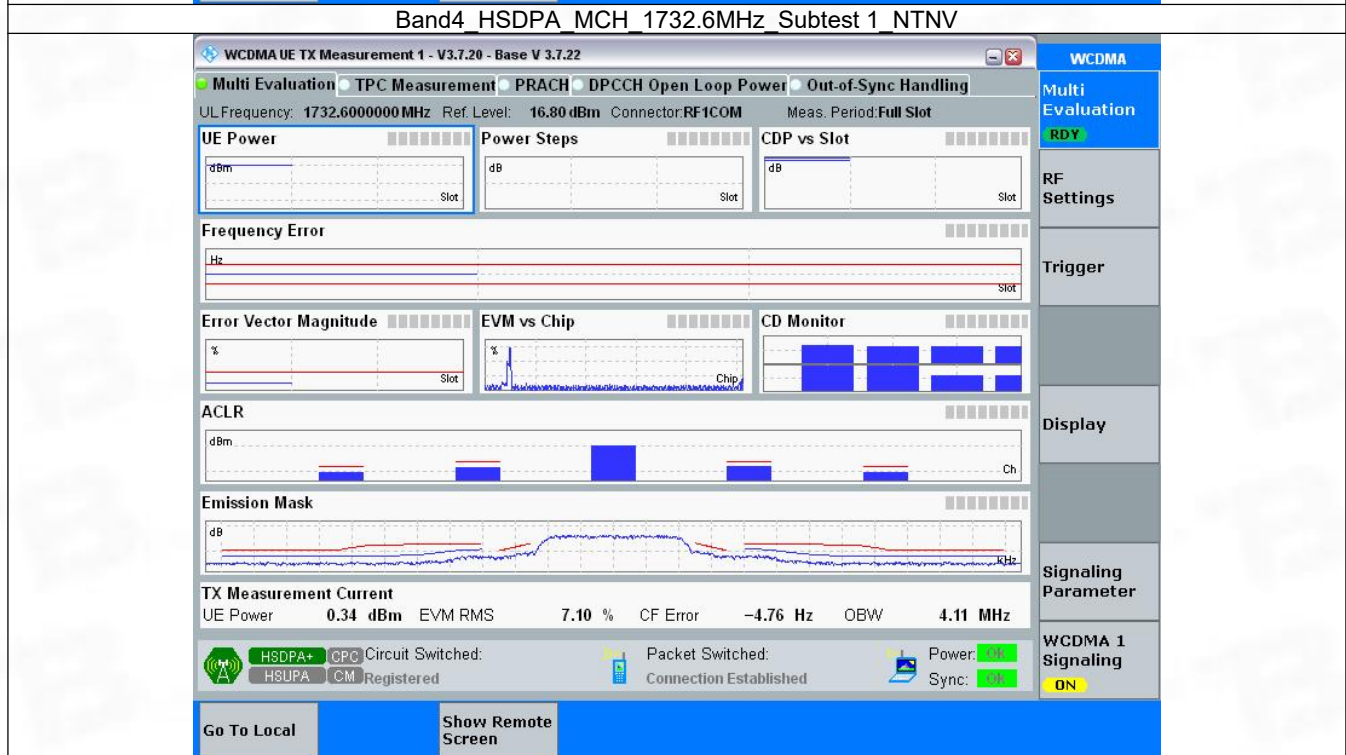 Band4_HSDPA_MCH_1732.6MHz_Subtest 1_NTNV
WCDMA UE TX Measurement 1 - V3.7.20 - Base V 3.7.22
WCDMA
Multi Evaluation TPC Measurement PRACH DPCCH Open Loop Power Out-of-Sync Handling
Multi
Evaluation
RDY
UL Frequency: 1732.6000000 MHz Ref. Level: 16.80 dBm Connector:RF1COM Meas. Period:Full Slot
UE Power Power Steps CDP vs Slot
dBm dB dB
Slot Slot Slot
RF
Settings
Frequency Error
Hz
Slot
Trigger
Error Vector Magnitude EVM vs Chip CD Monitor
% %
Slot Chip
ACLR
dBm
Ch
Display
Emission Mask
dB
kHz
TX Measurement Current
UE Power 0.34 dBm EVM RMS 7.10 % CF Error -4.76 Hz OBW 4.11 MHz
Signaling
Parameter
HSDPA+ CPC Circuit Switched: Packet Switched: Power: OK
HSUPA CM Registered Connection Established Sync: OK
WCDMA 1
Signaling
ON
Go To Local
Show Remote
Screen